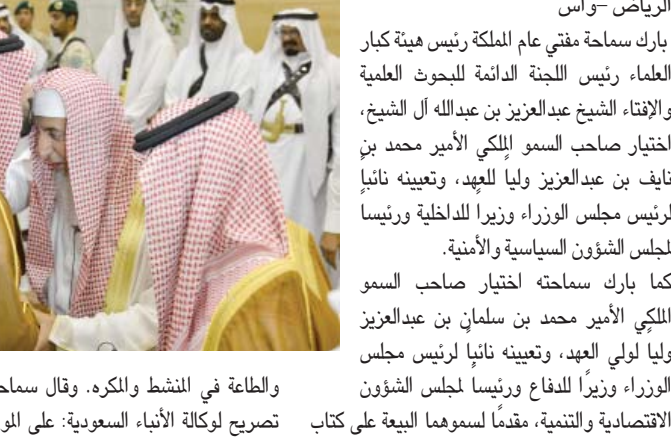 الرياض –واس
بارك سماحة مفتي عام المملكة رئيس هيئة كبار
العلماء رئيس اللجنة الدائمة للبحوث العلمية
والإفتاء الشيخ عبدالعزيز بن عبدالله آل الشيخ،
اختيار صاحب السمو الملكي الأمير محمد بن
نايف بن عبدالعزيز وليا للعهد، وتعيينه نائباً
لرئيس مجلس الوزراء وزيرا للداخلية ورئيسا
لمجلس الشؤون السياسية والأمنية.
كما بارك سماحته اختيار صاحب السمو
الملكي الأمير محمد بن سلمان بن عبدالعزيز
وليا لولي العهد، وتعيينه نائباً لرئيس مجلس
الوزراء وزيرًا للدفاع ورئيسا لمجلس الشؤون
الاقتصادية والتنمية، مقدمًا لسموهما البيعة على كتاب
والطاعة في المنشط والمكره. وقال
تصريح لوكالة الأنباء السعودية: على